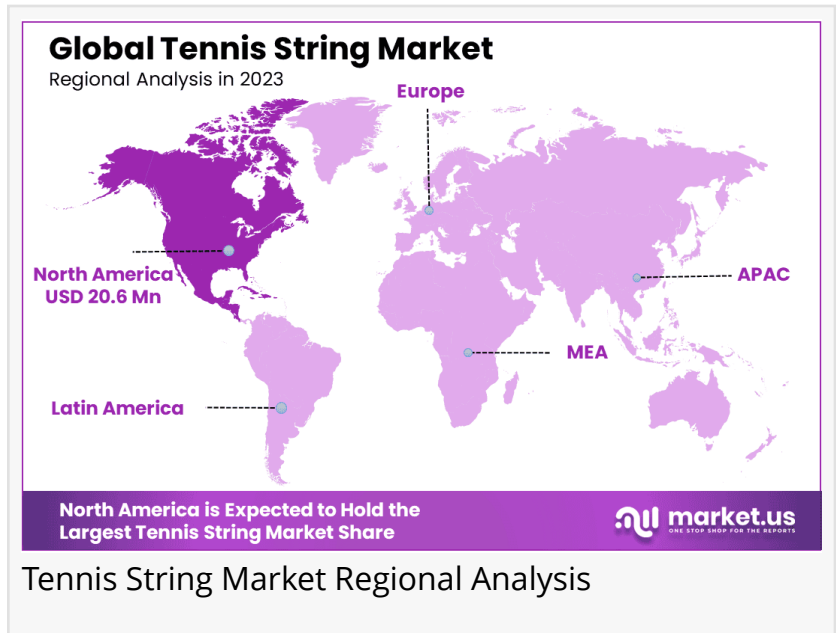 Global Tennis String Market
Regional Analysis in 2023
Europe
North America
USD 20.6 Mn
APAC
MEA
Latin America
North America is Expected to Hold the
Largest Tennis String Market Share
market.us
ONE STOP SHOP FOR THE REPORTS
Tennis String Market Regional Analysis